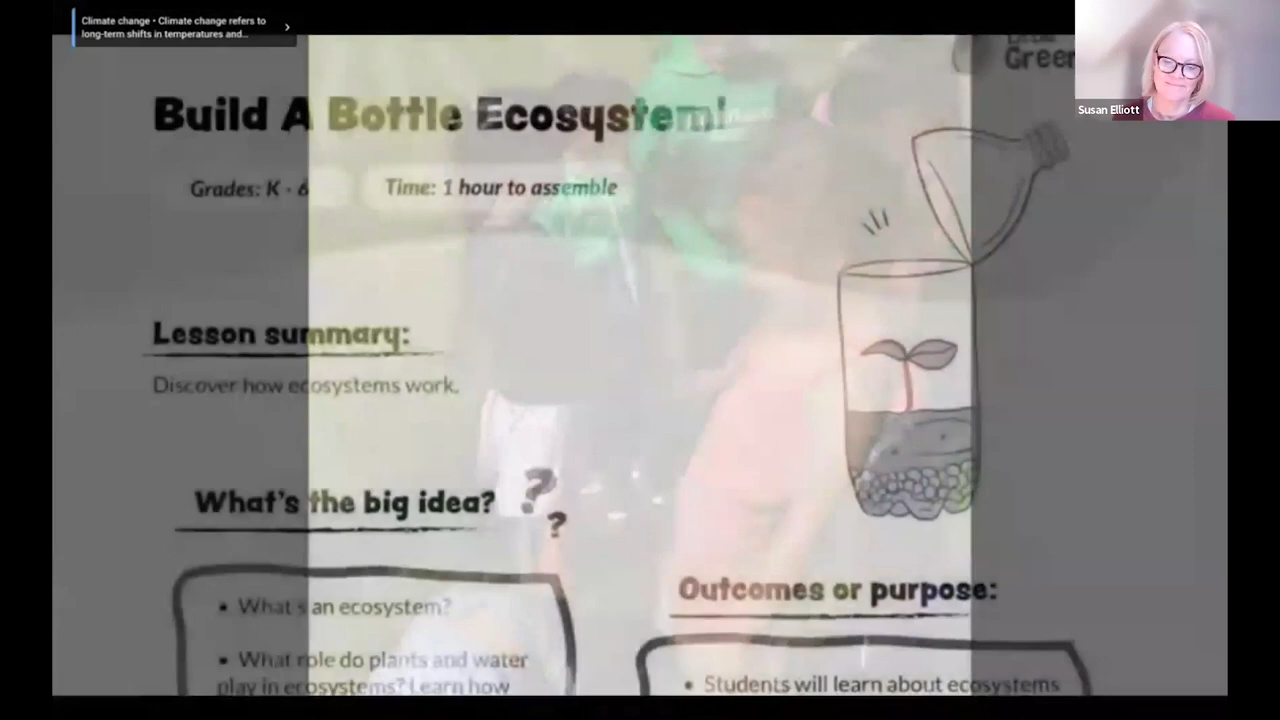 Climate change • Climate change refers to
long-term shifts in temperatures and...
Green
Susan Elliott
Build A Bottle Ecosystem!
Grades: K - 6
Time: 1 hour to assemble
Lesson summary:
Discover how ecosystems work.
What's the big idea?
??
• What's an ecosystem?
• What role do plants and water
play in ecosystems? Learn how
Outcomes or purpose:
• Students will learn about ecosystems